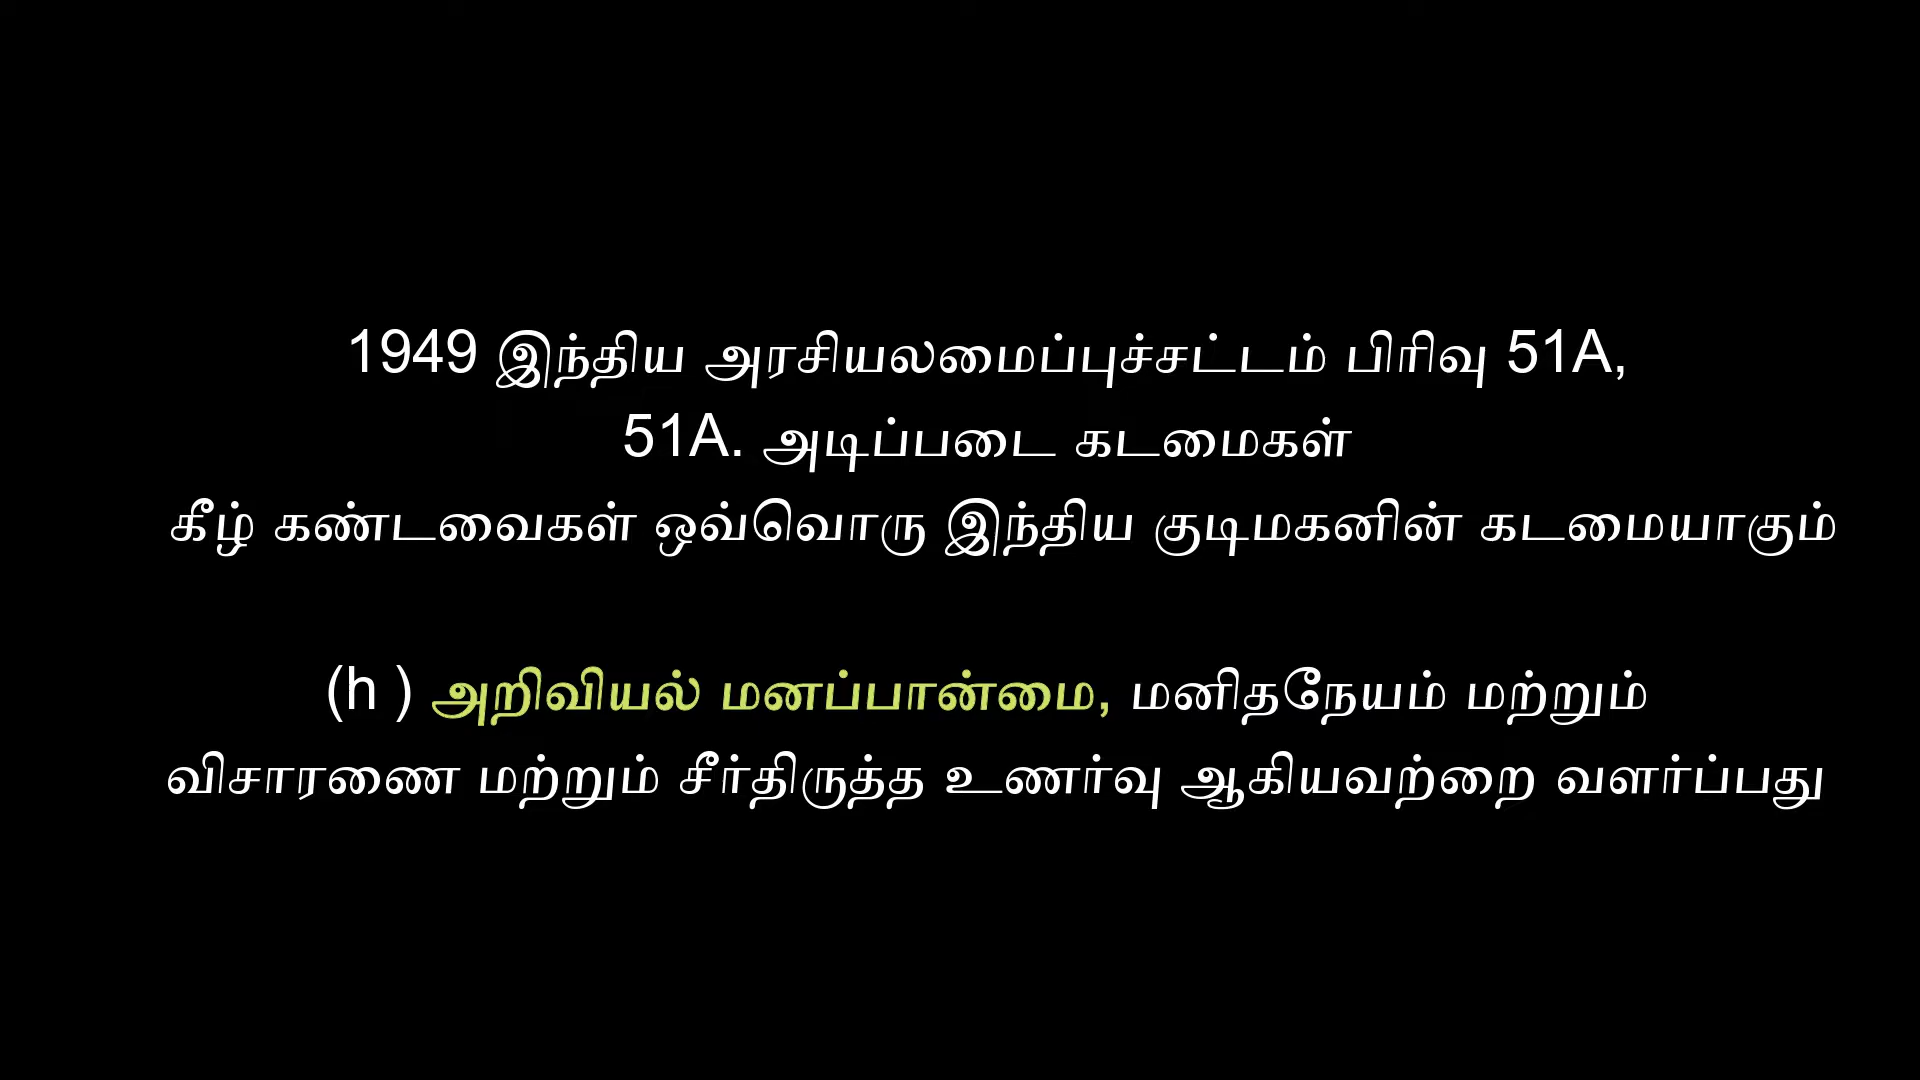 1949 இந்திய அரசியலமைப்புச்சட்டம் பிரிவு 51A,
51A. அடிப்படை கடமைகள்
கீழ் கண்டவைகள் ஒவ்வொரு இந்திய குடிமகனின் கடமையாகும்
(h ) அறிவியல் மனப்பான்மை, மனிதநேயம் மற்றும்
விசாரணை மற்றும் சீர்திருத்த உணர்வு ஆகியவற்றை வளர்ப்பது